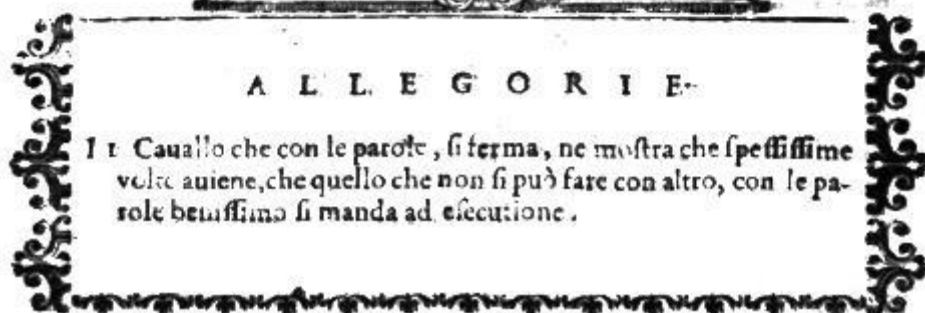 ALLEGORIE.
Il Cauallo che con le parole, ſi ferma, ne moſtra che ſpeſſiſſime
volte auiene, che quello che non ſi può fare con altro, con le pa-
role beniſſimo ſi manda ad eſecutione.